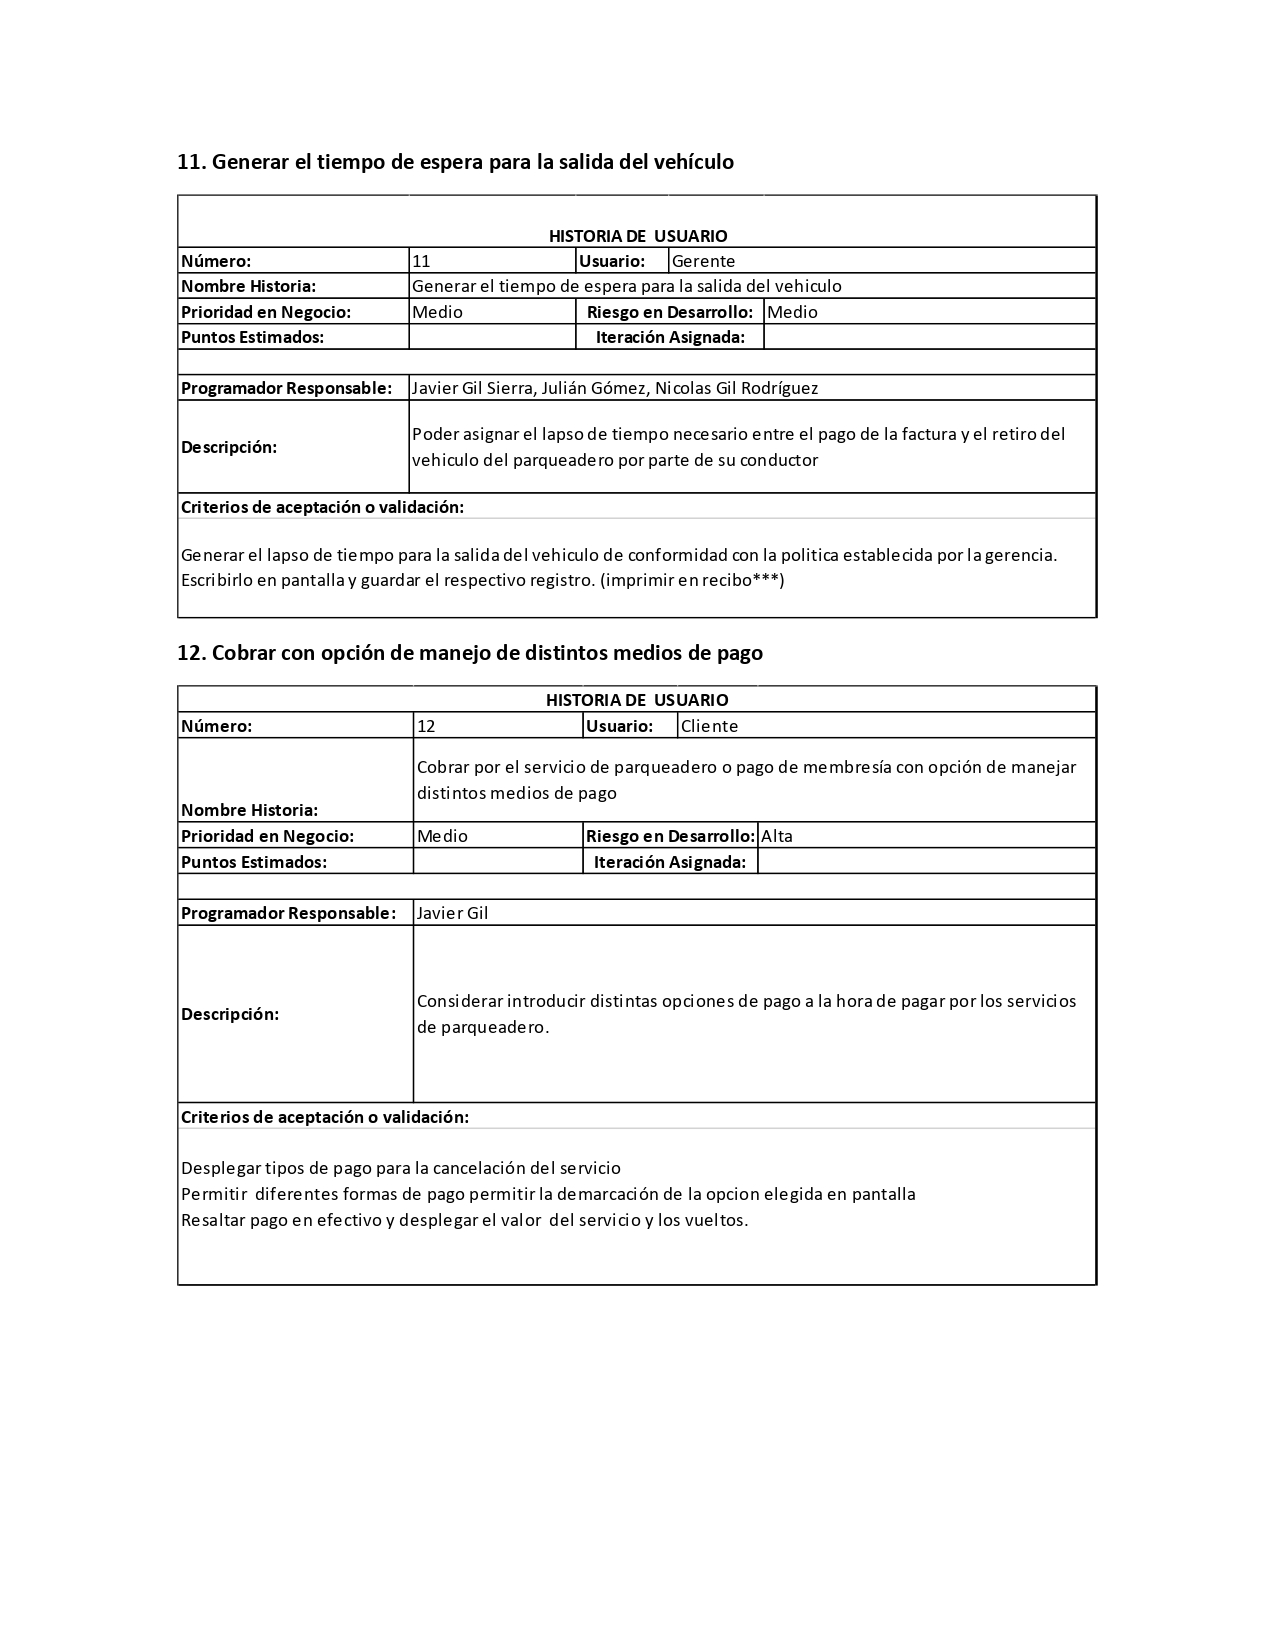 11. Generar el tiempo de espera para la salida del vehículo
HISTORIA DE USUARIO
Número: 11 Usuario: Gerente
Nombre Historia: Generar el tiempo de espera para la salida del vehiculo
Prioridad en Negocio: Medio Riesgo en Desarrollo: Medio
Puntos Estimados: Iteración Asignada:
Programador Responsable: Javier Gil Sierra, Julián Gómez, Nicolas Gil Rodríguez
Descripción:
Poder asignar el lapso de tiempo necesario entre el pago de la factura y el retiro del
vehiculo del parqueadero por parte de su conductor
Criterios de aceptación o validación:
Generar el lapso de tiempo para la salida del vehiculo de conformidad con la politica establecida por la gerencia.
Escribirlo en pantalla y guardar el respectivo registro. (imprimir en recibo***)
12. Cobrar con opción de manejo de distintos medios de pago
HISTORIA DE USUARIO
Número: 12 Usuario: Cliente
Nombre Historia:
Cobrar por el servicio de parqueadero o pago de membresía con opción de manejar
distintos medios de pago
Prioridad en Negocio: Medio Riesgo en Desarrollo: Alta
Puntos Estimados: Iteración Asignada:
Programador Responsable: Javier Gil
Descripción:
Considerar introducir distintas opciones de pago a la hora de pagar por los servicios
de parqueadero.
Criterios de aceptación o validación:
Desplegar tipos de pago para la cancelación del servicio
Permitir diferentes formas de pago permitir la demarcación de la opcion elegida en pantalla
Resaltar pago en efectivo y desplegar el valor del servicio y los vueltos.